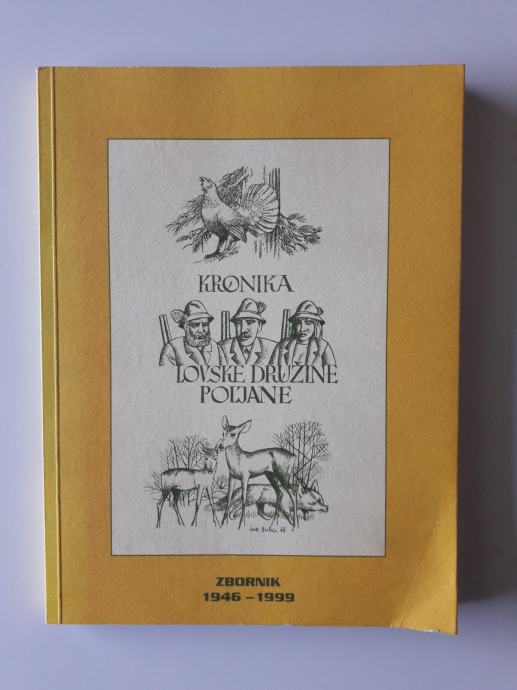 KRONIKA
LOVSKE DRUŽINE
POLJANE
ZBORNIK
1946 – 1999